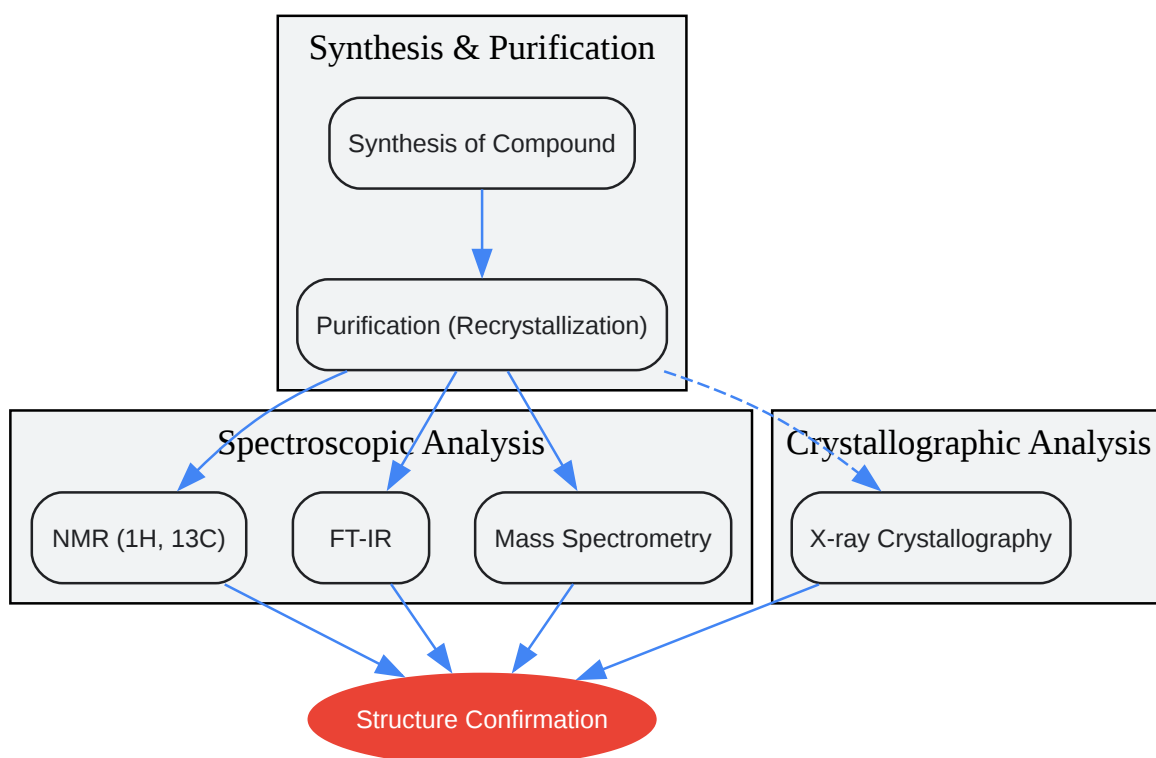 Synthesis & Purification
Synthesis of Compound
Purification (Recrystallization)
Spectroscopic Analysis
Crystallographic Analysis
NMR (1H, 13C)
FT-IR
Mass Spectrometry
X-ray Crystallography
Structure Confirmation